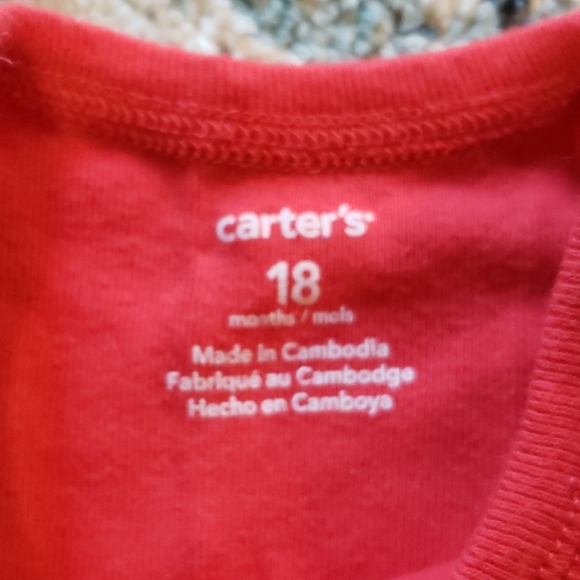 carter's
18
months / mois
Made in Cambodia
Fabriqué au Cambodge
Hecho en Camboya